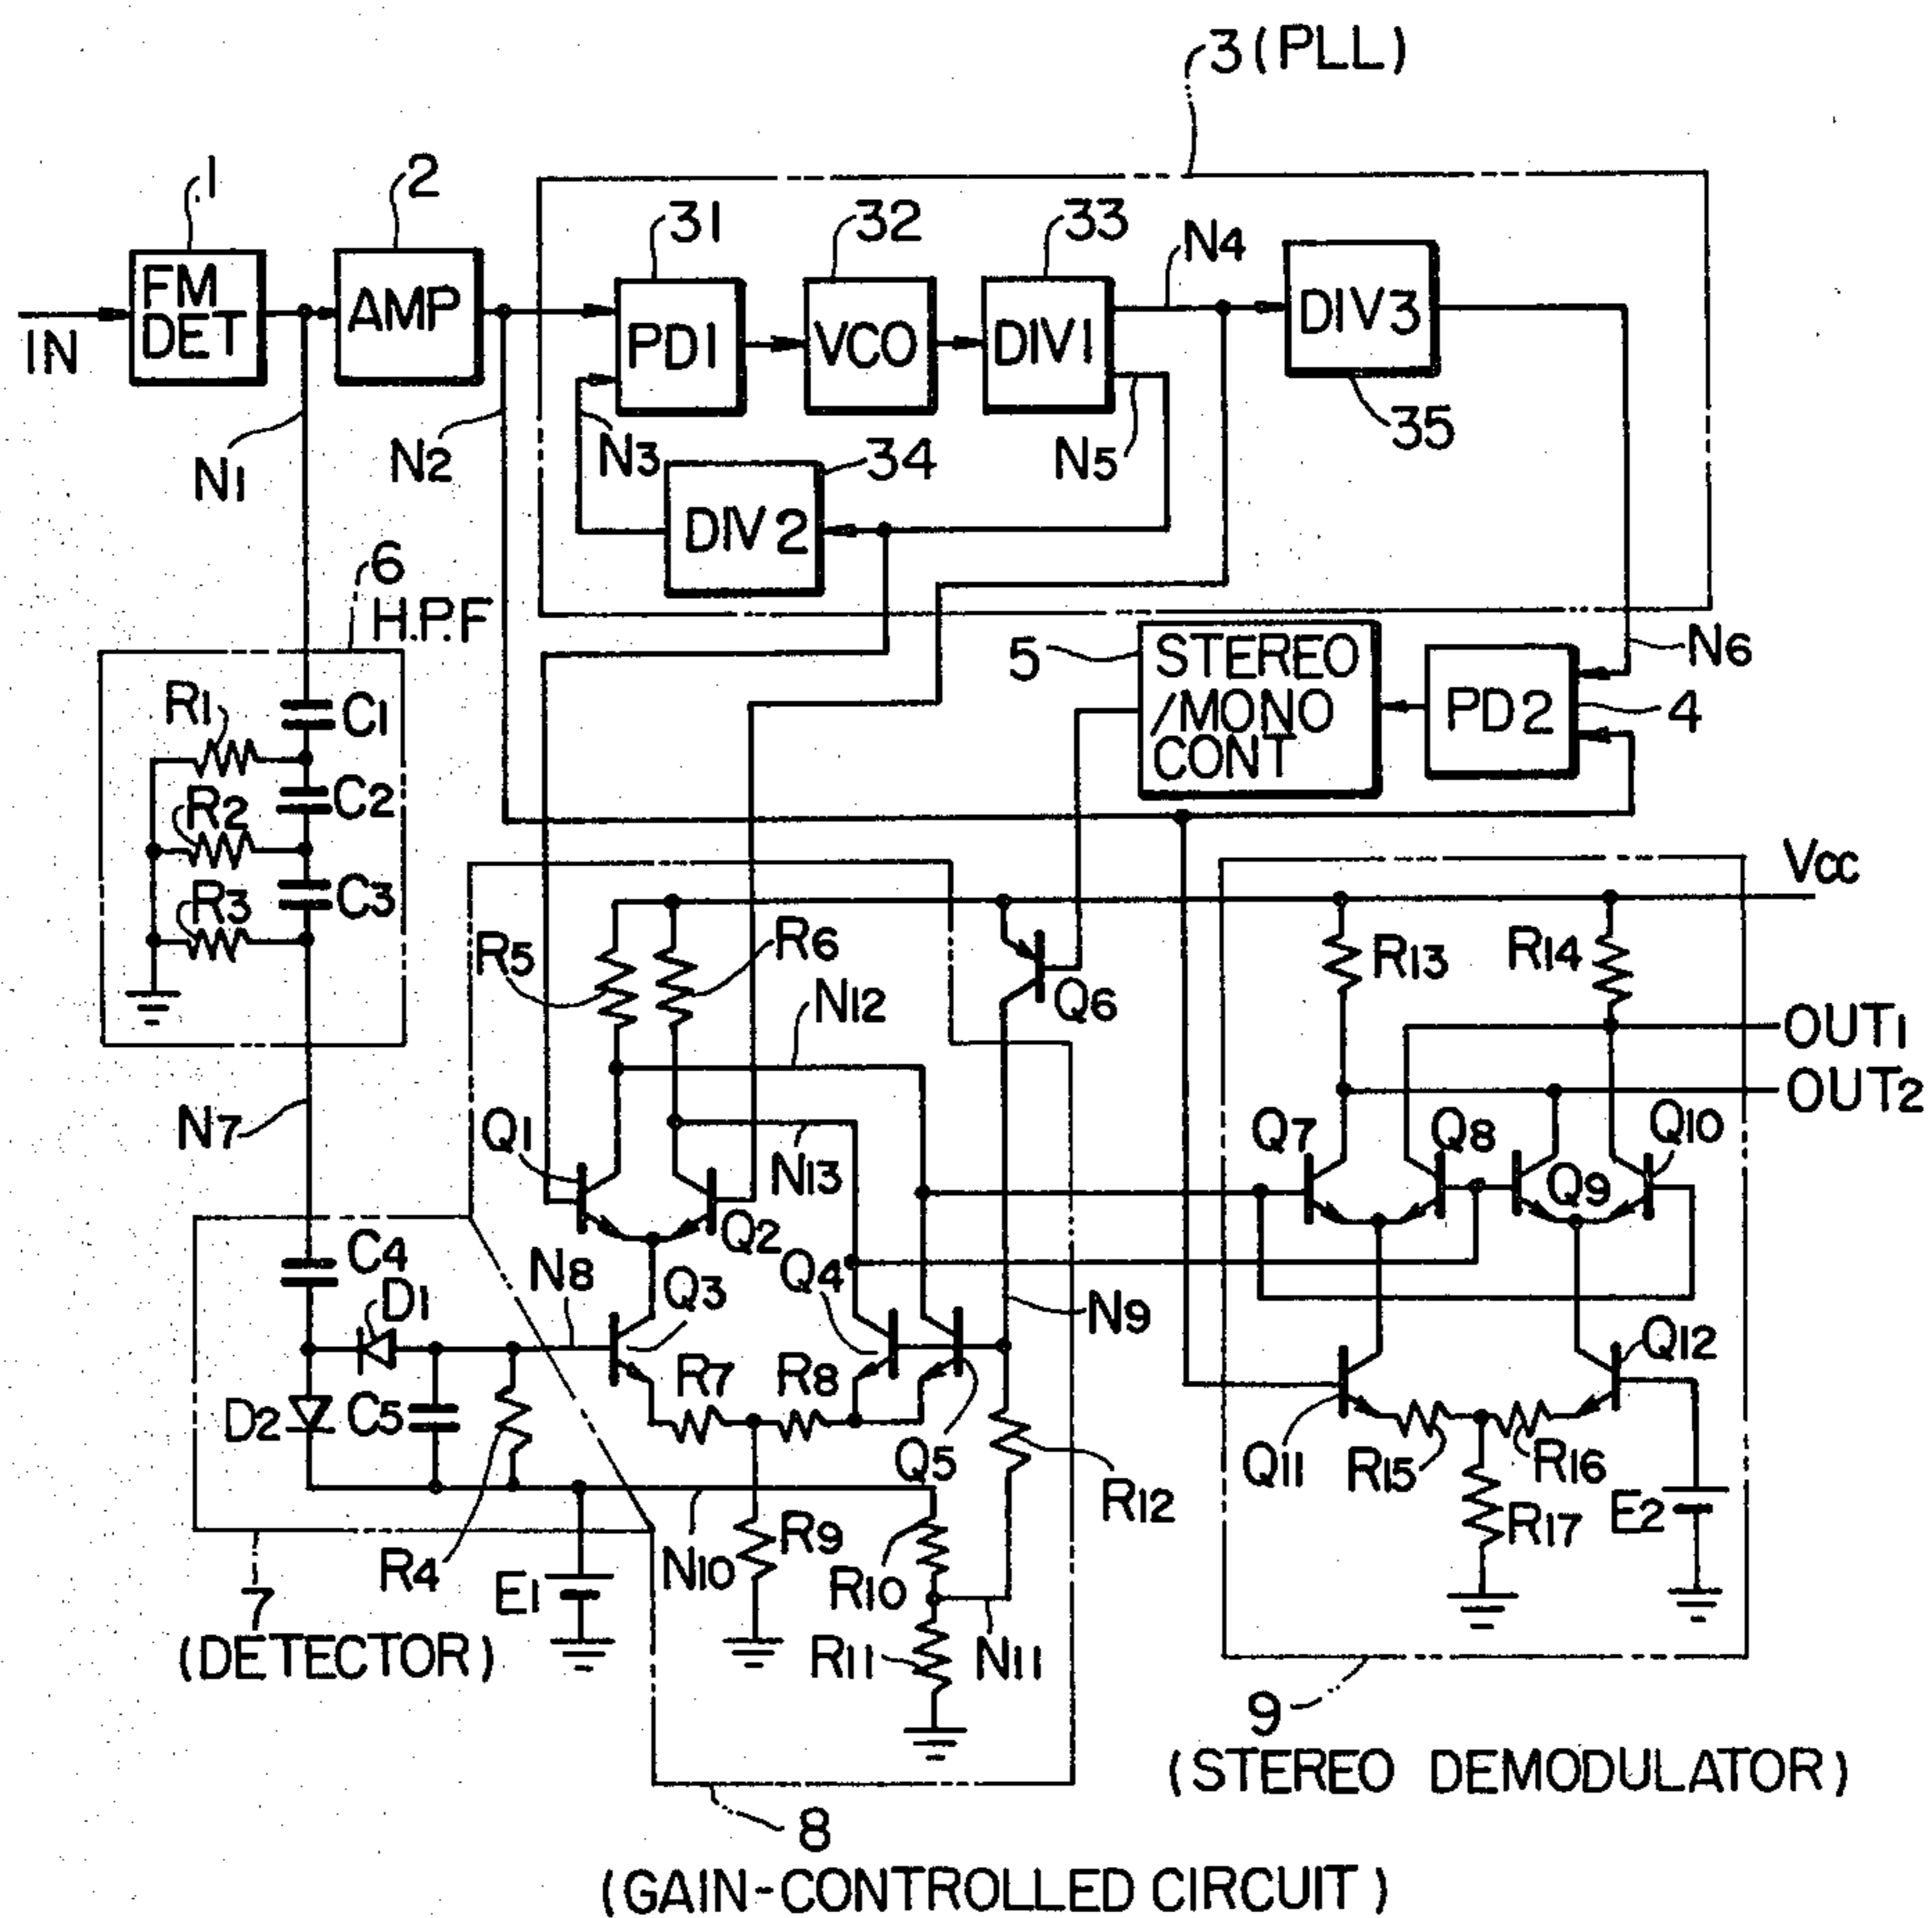 3 (PLL)
1
2
31
32
33
N4
FM
DET
AMP
PD1
VCO
DIV1
DIV3
IN
N1
N2
N3
34
N5
35
DIV2
6
H.P.F
5
STEREO
/MONO
CONT
PD2
N6
4
R1
C1
R2
C2
R3
C3
Vcc
R5
R6
N12
Q6
R13
R14
OUT1
OUT2
N7
Q1
N13
Q2
Q7
Q8
Q9
Q10
C4
D1
N8
Q3
Q4
N9
Q12
D2
C5
R7
R8
Q5
R12
Q11
R15
R16
R17
E2
R4
E1
N10
R9
R10
R11
N11
7
(DETECTOR)
9
(STEREO DEMODULATOR)
8
(GAIN-CONTROLLED CIRCUIT)